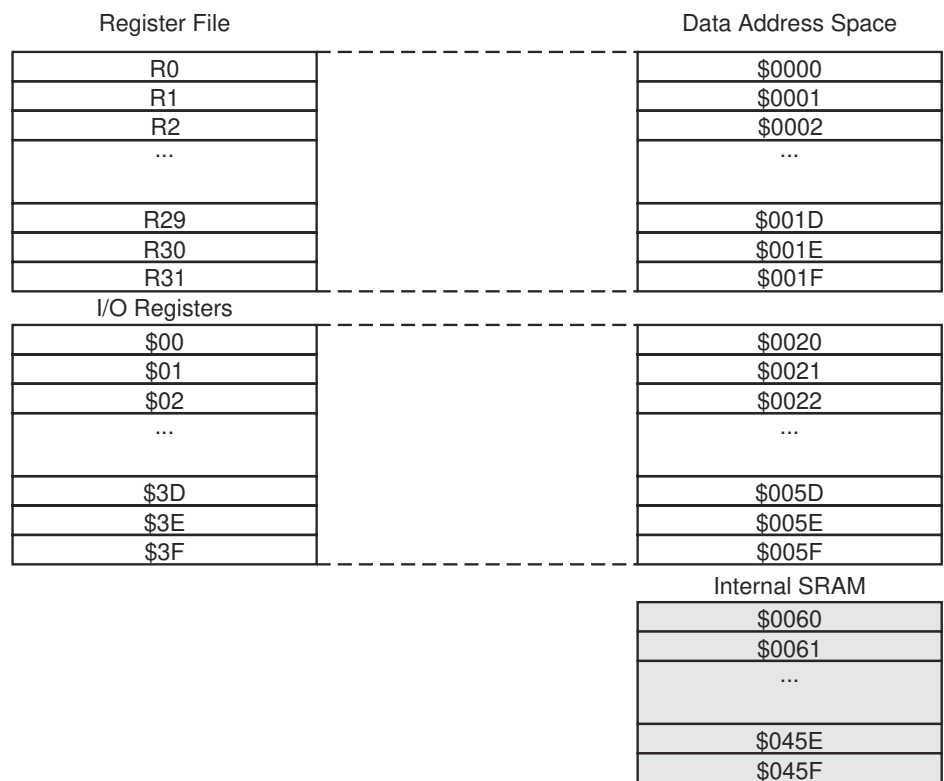 Register File Data Address Space
R0 $0000
R1 $0001
R2 $0002
... ...
R29 $001D
R30 $001E
R31 $001F
I/O Registers
$00 $0020
$01 $0021
$02 $0022
... ...
$3D $005D
$3E $005E
$3F $005F
Internal SRAM
$0060
$0061
...
$045E
$045F